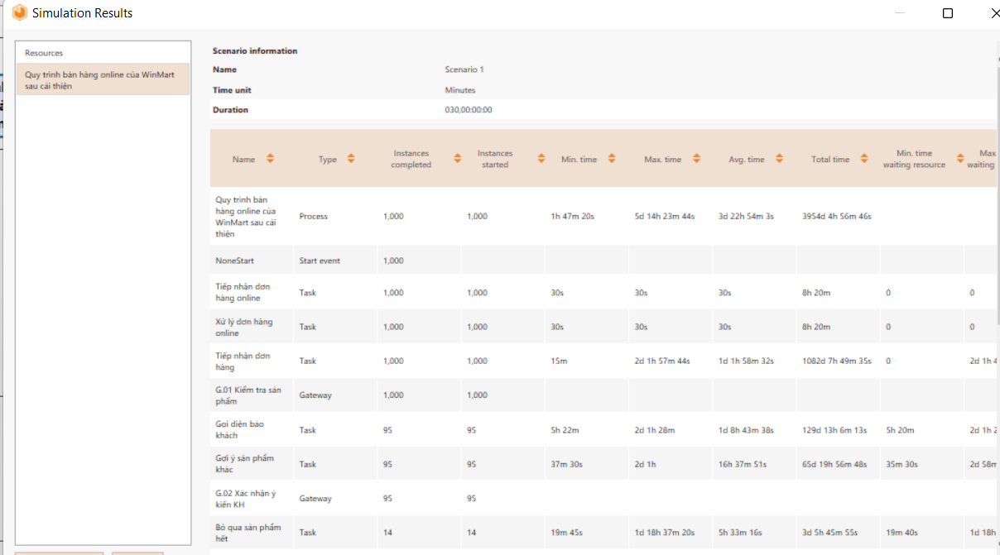 Simulation Results
Resources
Quy trình bán hàng online của WinMart
sau cải thiện
Scenario information
Name Scenario 1
Time unit Minutes
Duration 030,00:00:00
Name Type Instances completed Instances started Min. time Max. time Avg. time Total time Min. time waiting resource Max. waiting
Quy trình bán hàng online của WinMart sau cải thiện Process 1,000 1,000 1h 47m 20s 5d 14h 23m 44s 3d 22h 54m 3s 3954d 4h 56m 46s
NoneStart Start event 1,000
Tiếp nhận đơn hàng online Task 1,000 1,000 30s 30s 30s 8h 20m 0 0
Xử lý đơn hàng online Task 1,000 1,000 30s 30s 30s 8h 20m 0 0
Tiếp nhận đơn hàng Task 1,000 1,000 15m 2d 1h 57m 44s 1d 1h 58m 32s 1082d 7h 49m 35s 0 2d 1h 4
G.01 Kiểm tra sản phẩm Gateway 1,000 1,000
Gọi điện báo khách Task 95 95 5h 22m 2d 1h 28m 1d 8h 43m 38s 129d 13h 6m 13s 5h 20m 2d 1h 2
Gợi ý sản phẩm khác Task 95 95 37m 30s 2d 1h 16h 37m 51s 65d 19h 56m 48s 35m 30s 2d 58m
G.02 Xác nhận ý kiến KH Gateway 95 95
Bỏ qua sản phẩm hết Task 14 14 19m 45s 1d 18h 37m 20s 5h 33m 16s 3d 5h 45m 55s 19m 40s 1d 18h